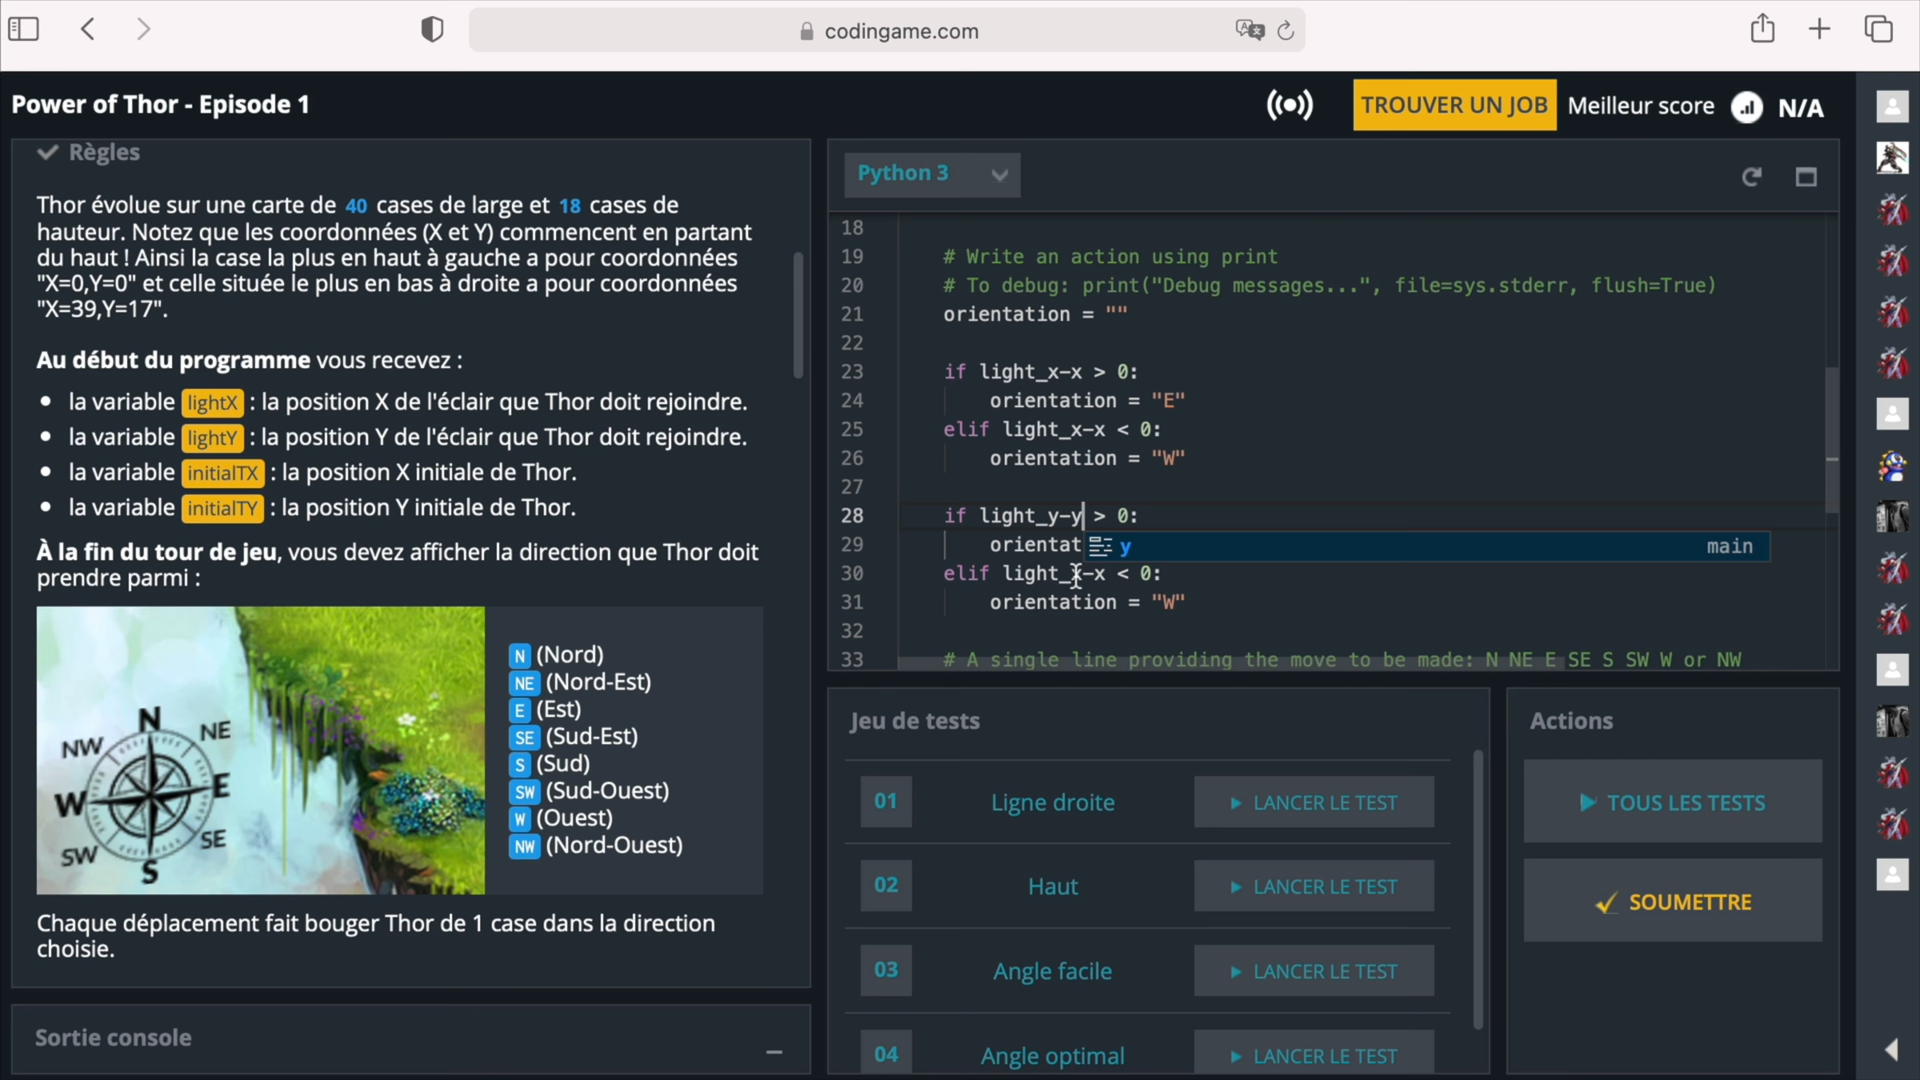 codingame.com
Power of Thor - Episode 1
TROUVER UN JOB
Meilleur score
N/A
Règles
Thor évolue sur une carte de 40 cases de large et 18 cases de
hauteur. Notez que les coordonnées (X et Y) commencent en partant
du haut ! Ainsi la case la plus en haut à gauche a pour coordonnées
"X=0,Y=0" et celle située le plus en bas à droite a pour coordonnées
"X=39,Y=17".
Au début du programme vous recevez :
la variable lightX : la position X de l'éclair que Thor doit rejoindre.
la variable lightY : la position Y de l'éclair que Thor doit rejoindre.
la variable initialTX : la position X initiale de Thor.
la variable initialTY : la position Y initiale de Thor.
À la fin du tour de jeu, vous devez afficher la direction que Thor doit
prendre parmi :
N
NE
E
SE
S
SW
W
NW
N (Nord)
NE (Nord-Est)
E (Est)
SE (Sud-Est)
S (Sud)
SW (Sud-Ouest)
W (Ouest)
NW (Nord-Ouest)
Chaque déplacement fait bouger Thor de 1 case dans la direction
choisie.
Sortie console
Python 3
18
19 # Write an action using print
20 # To debug: print("Debug messages...", file=sys.stderr, flush=True)
21 orientation = ""
22
23 if light_x-x > 0:
24 orientation = "E"
25 elif light_x-x < 0:
26 orientation = "W"
27
28 if light_y-y > 0:
29 orientat
y main
30 elif light_x-x < 0:
31 orientation = "W"
32
33 # A single line providing the move to be made: N NE E SE S SW W or NW
Jeu de tests
01 Ligne droite LANCER LE TEST
02 Haut LANCER LE TEST
03 Angle facile LANCER LE TEST
04 Angle optimal LANCER LE TEST
Actions
TOUS LES TESTS
SOUMETTRE